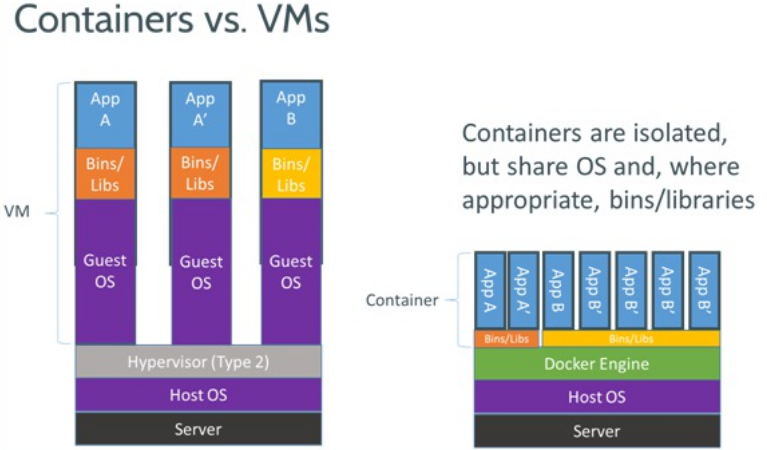 Containers vs. VMs
App
A
App
A'
App
B
Bins/
Libs
Bins/
Libs
Bins/
Libs
VM
Guest
OS
Guest
OS
Guest
OS
Hypervisor (Type 2)
Host OS
Server
Containers are isolated,
but share OS and, where
appropriate, bins/libraries
Container
App A
App A'
App B
App B'
App B'
App B'
App B'
Bins/Libs
Bins/Libs
Docker Engine
Host OS
Server